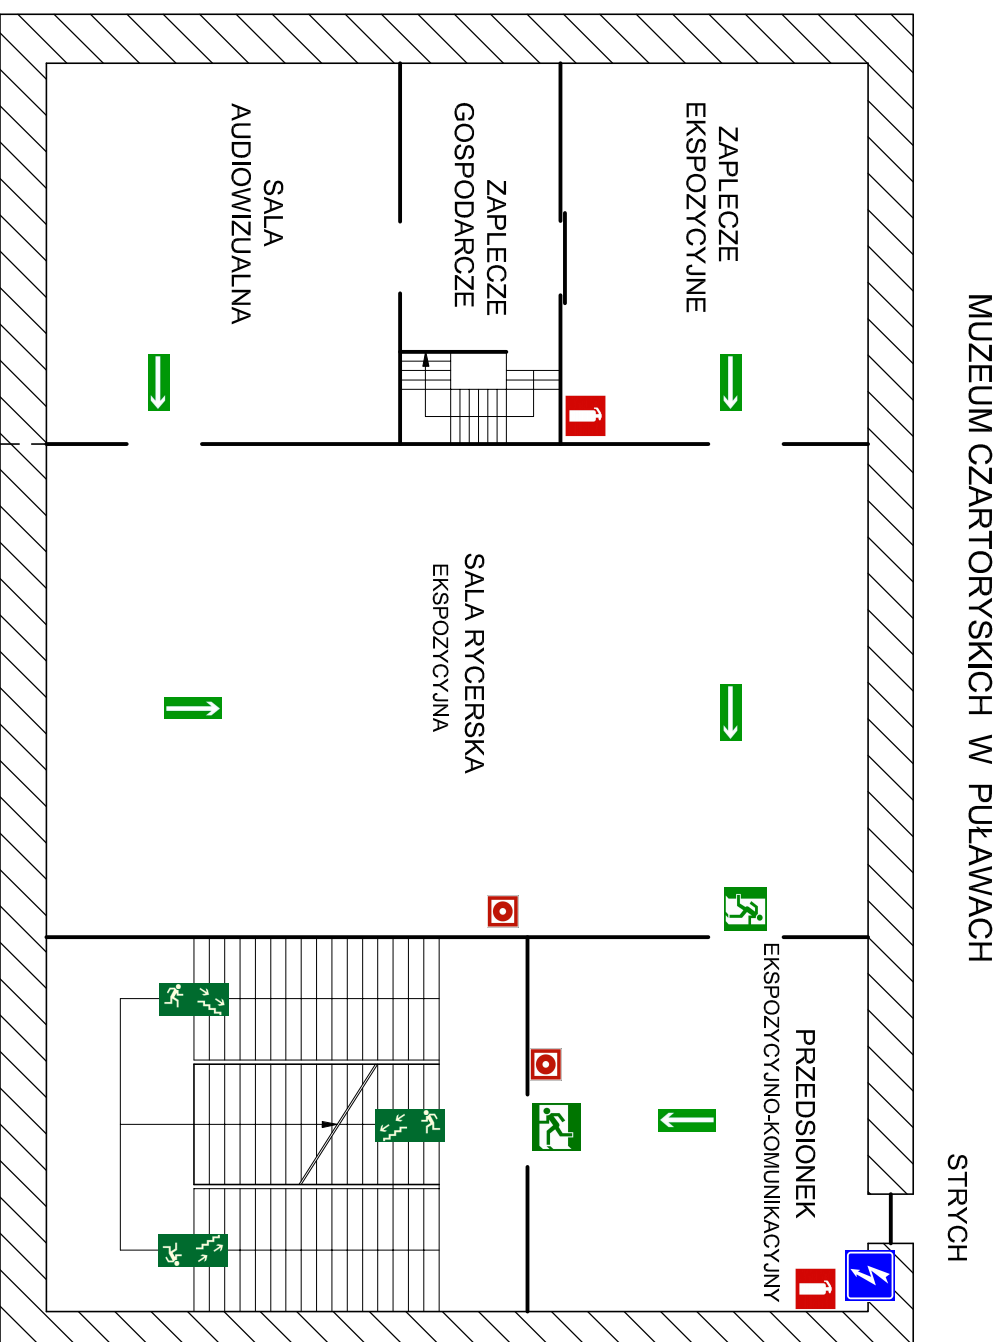 MUZEUM CZARTORYSKICH W PUŁAWACH
STRYCH
ZAPLECZE
EKSPOZYCYJNE
ZAPLECZE
GOSPODARCZE
SALA
AUDIOWIZUALNA
SALA RYCERSKA
EKSPOZYCYJNA
PRZEDSIONEK
EKSPOZYCYJNO-KOMUNIKACYJNY